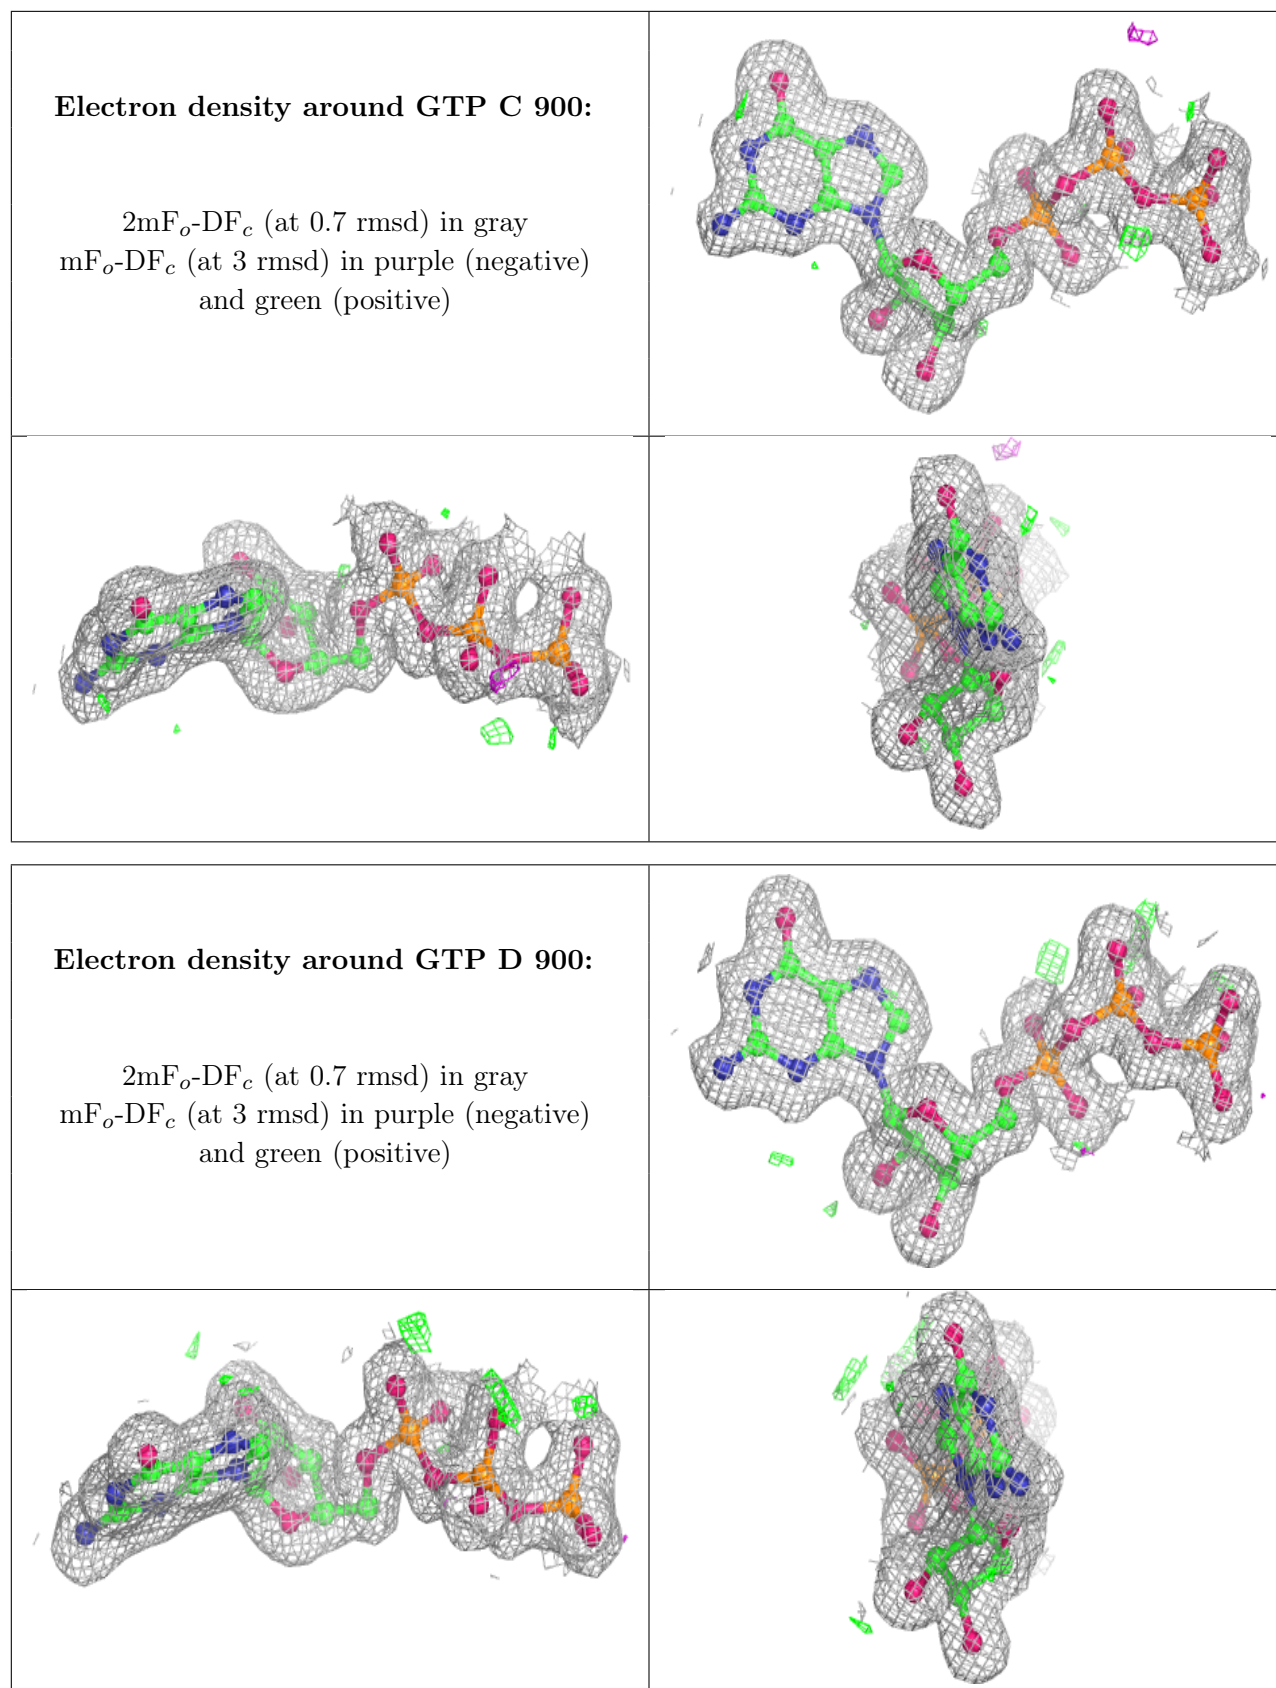 Electron density around GTP C 900:
2mFo-DFc (at 0.7 rmsd) in gray
mFo-DFc (at 3 rmsd) in purple (negative)
and green (positive)
Electron density around GTP D 900:
2mFo-DFc (at 0.7 rmsd) in gray
mFo-DFc (at 3 rmsd) in purple (negative)
and green (positive)